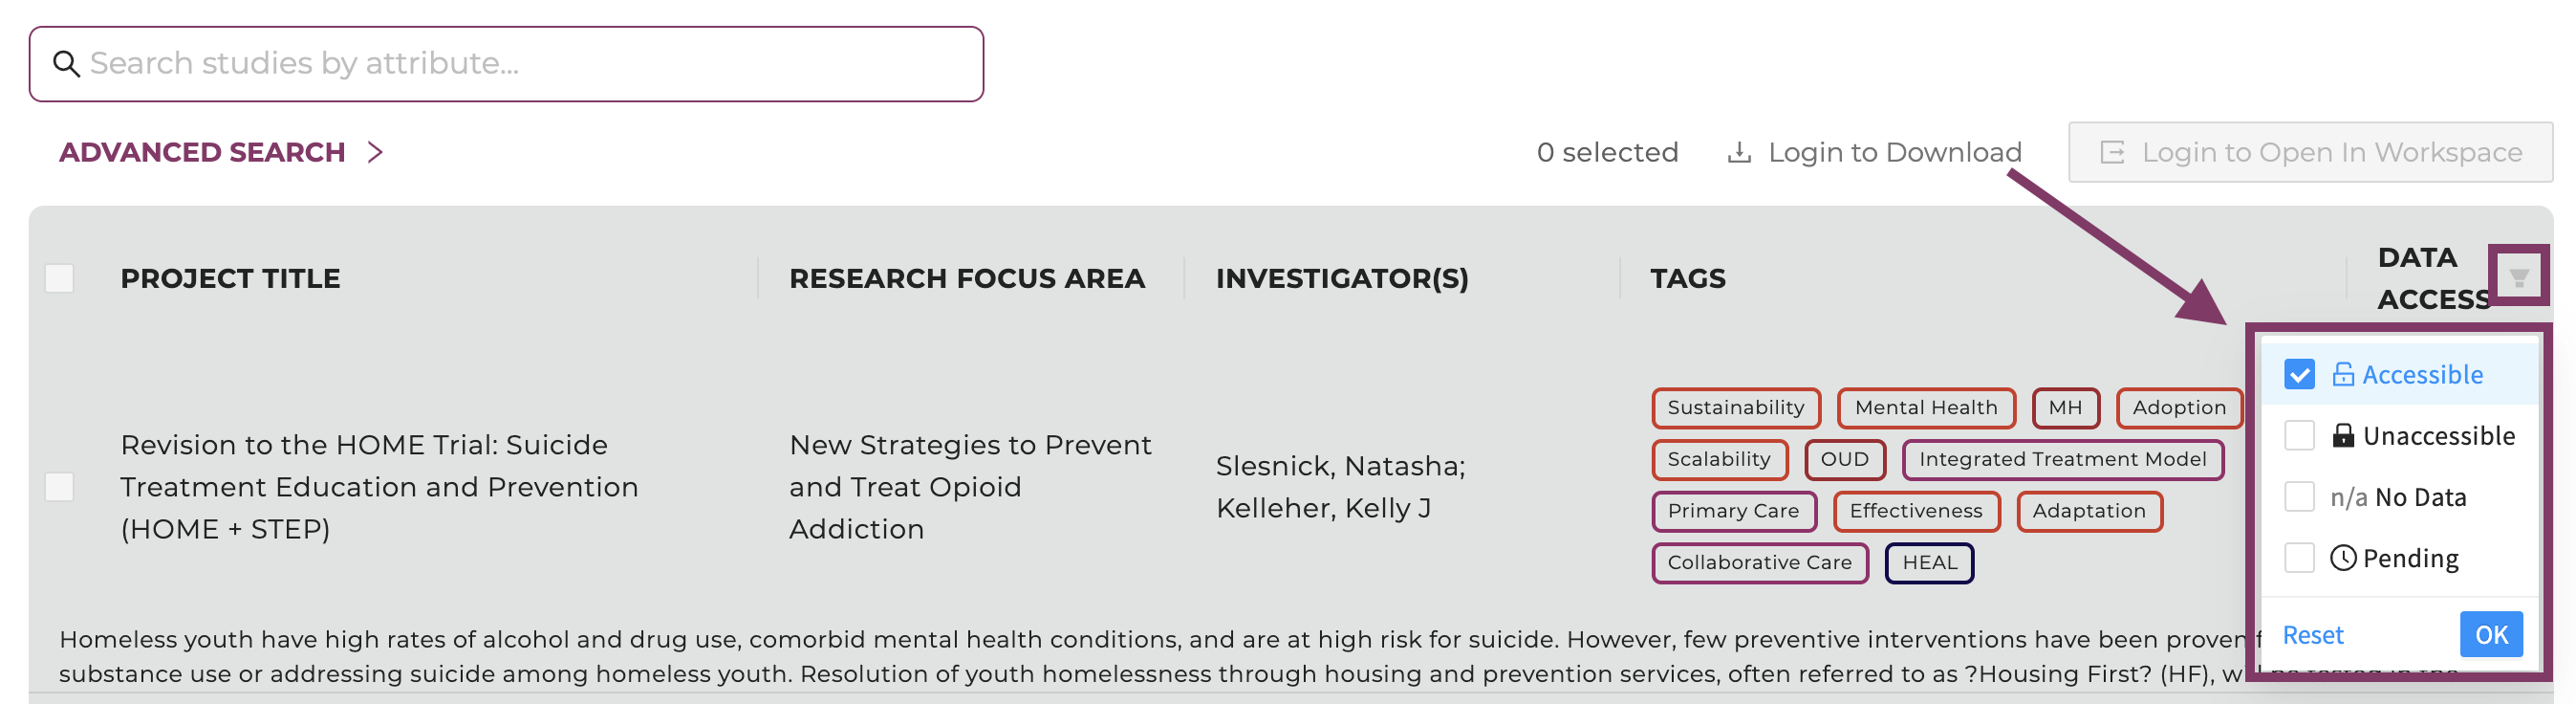 Search studies by attribute...
ADVANCED SEARCH
0 selected
Login to Download
Login to Open In Workspace
PROJECT TITLE
RESEARCH FOCUS AREA
INVESTIGATOR(S)
TAGS
DATA
ACCESS
Revision to the HOME Trial: Suicide
Treatment Education and Prevention
(HOME + STEP)
New Strategies to Prevent
and Treat Opioid
Addiction
Slesnick, Natasha;
Kelleher, Kelly J
Sustainability Mental Health MH Adoption
Scalability OUD Integrated Treatment Model
Primary Care Effectiveness Adaptation
Collaborative Care HEAL
Accessible
Unaccessible
n/a No Data
Pending
Reset OK
Homeless youth have high rates of alcohol and drug use, comorbid mental health conditions, and are at high risk for suicide. However, few preventive interventions have been proven
substance use or addressing suicide among homeless youth. Resolution of youth homelessness through housing and prevention services, often referred to as ?Housing First? (HF),